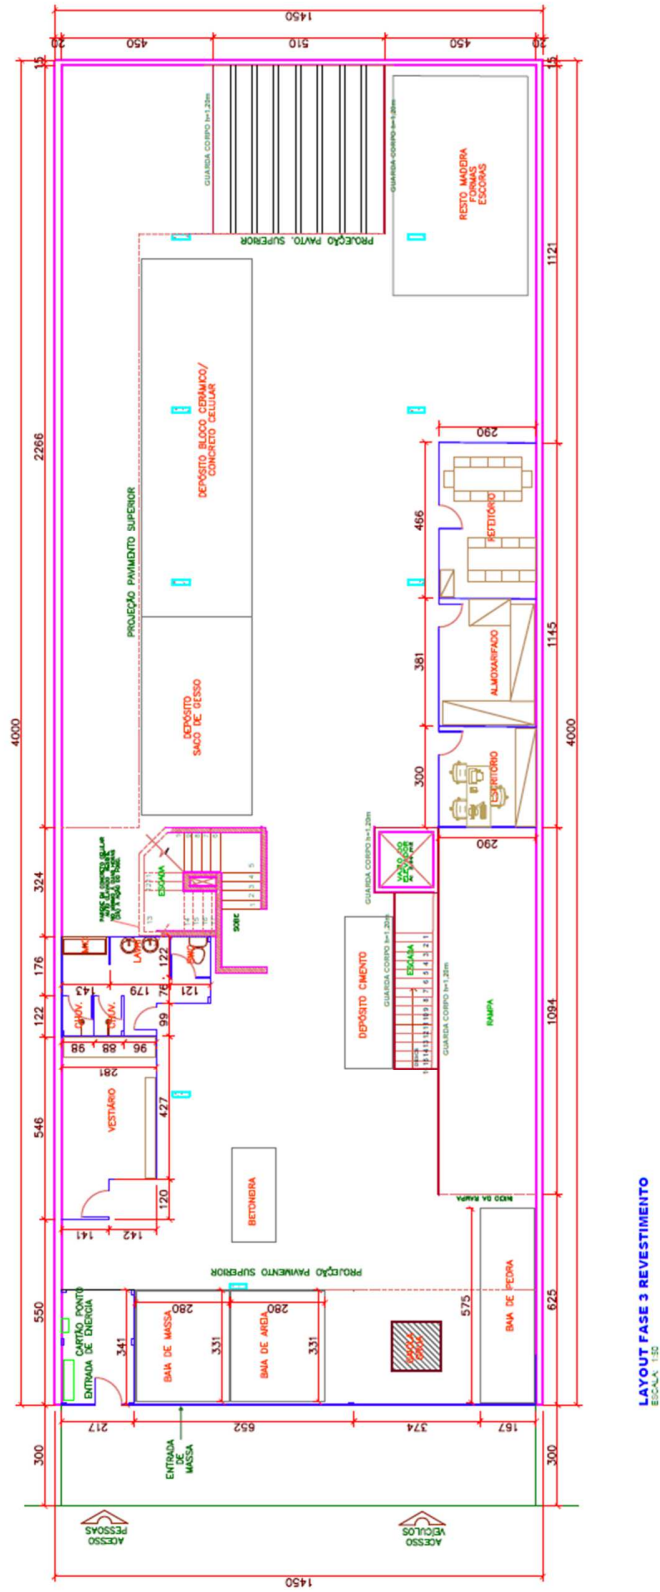 1450
20
450
510
450
20
15
15
GUARDA CORPO h=1,20m
GUARDA CORPO h=1,20m
RESTO MADEIRA
FORMAS
ESCORAS
PROJEÇÃO PAVTO. SUPERIOR
1121
2266
DEPÓSITO BLOCO CERÂMICO/
CONCRETO CELULAR
290
PROJEÇÃO PAVIMENTO SUPERIOR
466
REFEITÓRIO
4000
4000
381
ALMOXARIFADO
1145
DEPÓSITO
SACO DE GESSO
300
ESCRITÓRIO
290
GUARDA CORPO h=1,20m
324
ESCADA
SOBE
176
122
143
179
76
122
121
99
LAVAT.
CHUV.
CHUV.
DEPÓSITO CIMENTO
GUARDA CORPO h=1,20m
ESCADA
GUARDA CORPO h=1,20m
RAMPA
1094
98
88
96
281
VESTIÁRIO
427
546
120
141
142
BETONEIRA
INICIO DA RAMPA
PROJEÇÃO PAVIMENTO SUPERIOR
550
CARTÃO PONTO
ENTRADA DE ENERGIA
341
280
280
BAIA DE MASSA
331
BAIA DE AREIA
331
575
BAIA DE PEDRA
625
300
217
652
374
167
300
ENTRADA
DE
MASSA
ACESSO
PESSOAS
ACESSO
VEÍCULOS
1450
LAYOUT FASE 3 REVESTIMENTO
ESCALA: 1:50